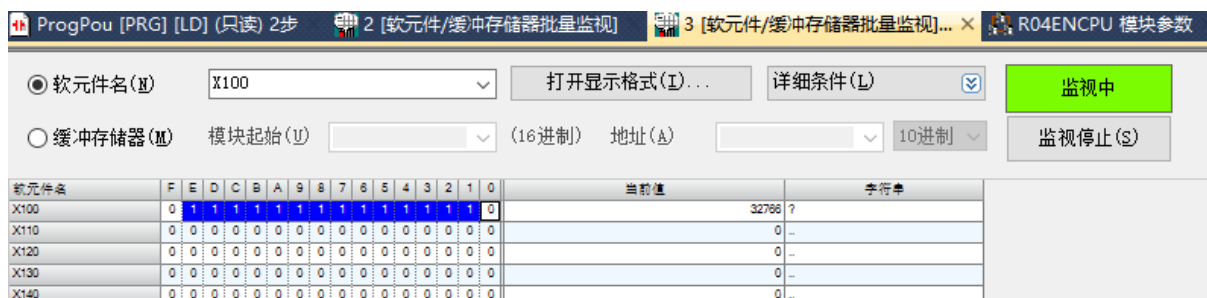 ProgPou [PRG] [LD] (只读) 2步 2 [软元件/缓冲存储器批量监视] 3 [软元件/缓冲存储器批量监视]... × R04ENCPU 模块参数
软元件名(N) X100 打开显示格式(I)... 详细条件(L) 监视中
缓冲存储器(M) 模块起始(U) (16进制) 地址(A) 10进制 监视停止(S)
软元件名 F E D C B A 9 8 7 6 5 4 3 2 1 0 当前值 字符串
X100 0 1 1 1 1 1 1 1 1 1 1 1 1 1 1 0 32766 ?
X110 0 0 0 0 0 0 0 0 0 0 0 0 0 0 0 0 0 ..
X120 0 0 0 0 0 0 0 0 0 0 0 0 0 0 0 0 0 ..
X130 0 0 0 0 0 0 0 0 0 0 0 0 0 0 0 0 0 ..
X140 0 0 0 0 0 0 0 0 0 0 0 0 0 0 0 0 0 ..